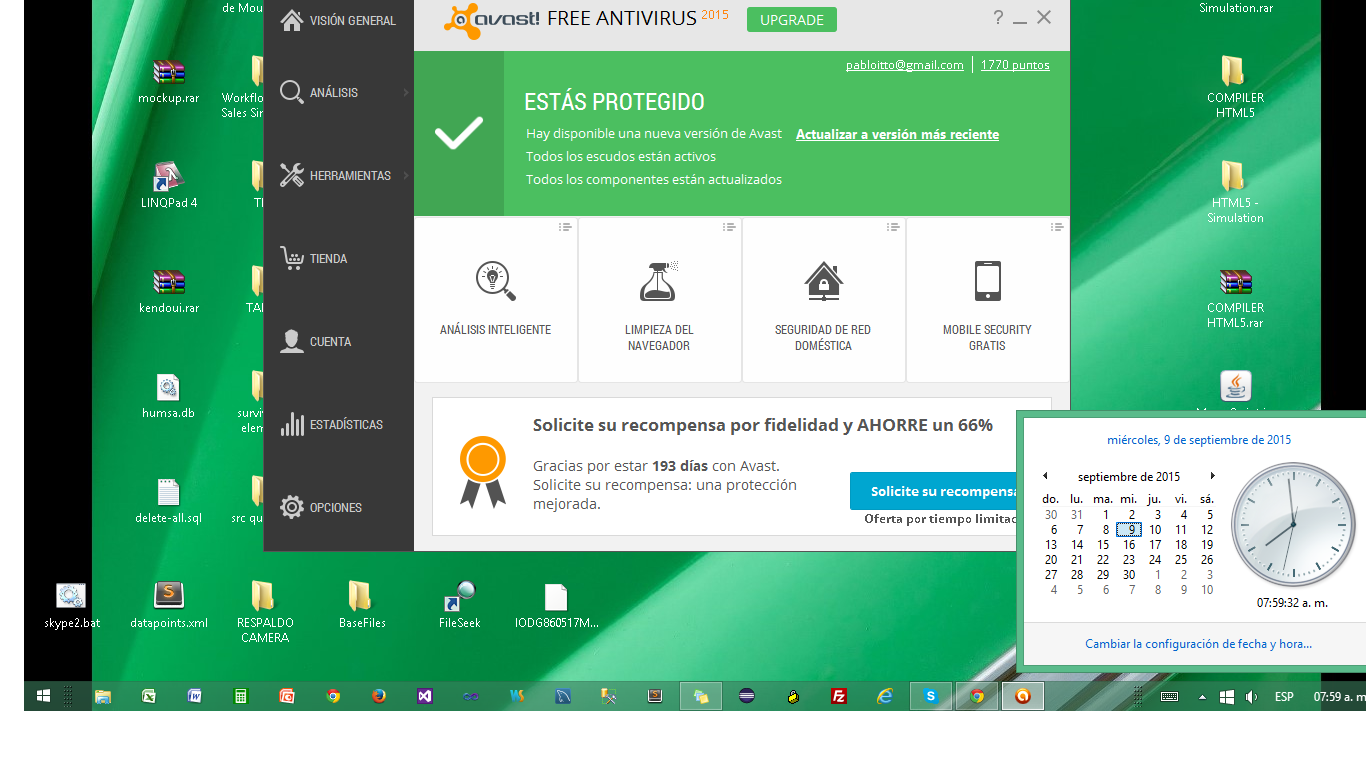 de Mou
Simulation.rar
mockup.rar
Workflo
Sales Sir
LINQPad 4
kendoui.rar
TAI
humsa.db
surviv
elem
delete-all.sql
src qu
skype2.bat
datapoints.xml
RESPALDO
CAMERA
BaseFiles
FileSeek
IODG860517M...
COMPILER
HTML5
HTML5 -
Simulation
COMPILER
HTML5.rar
VISIÓN GENERAL
ANÁLISIS
HERRAMIENTAS
TIENDA
CUENTA
ESTADÍSTICAS
OPCIONES
avast! FREE ANTIVIRUS 2015
UPGRADE
?
pabloitto@gmail.com
1770 puntos
ESTÁS PROTEGIDO
Hay disponible una nueva versión de Avast Actualizar a versión más reciente
Todos los escudos están activos
Todos los componentes están actualizados
ANÁLISIS INTELIGENTE
LIMPIEZA DEL
NAVEGADOR
SEGURIDAD DE RED
DOMÉSTICA
MOBILE SECURITY
GRATIS
Solicite su recompensa por fidelidad y AHORRE un 66%
Gracias por estar 193 días con Avast.
Solicite su recompensa: una protección
mejorada.
Solicite su recompensa
Oferta por tiempo limitac
miércoles, 9 de septiembre de 2015
septiembre de 2015
do. lu. ma. mi. ju. vi. sá.
30 31 1 2 3 4 5
6 7 8 9 10 11 12
13 14 15 16 17 18 19
20 21 22 23 24 25 26
27 28 29 30 1 2 3
4 5 6 7 8 9 10
07:59:32 a. m.
Cambiar la configuración de fecha y hora...
ESP
07:59 a. m